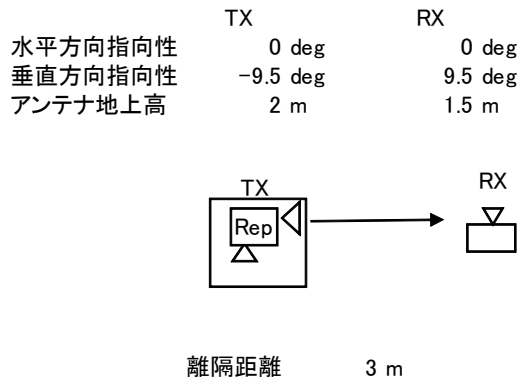 TX RX
水平方向指向性 0 deg 0 deg
垂直方向指向性 -9.5 deg 9.5 deg
アンテナ地上高 2 m 1.5 m
TX RX
Rep
離隔距離 3 m